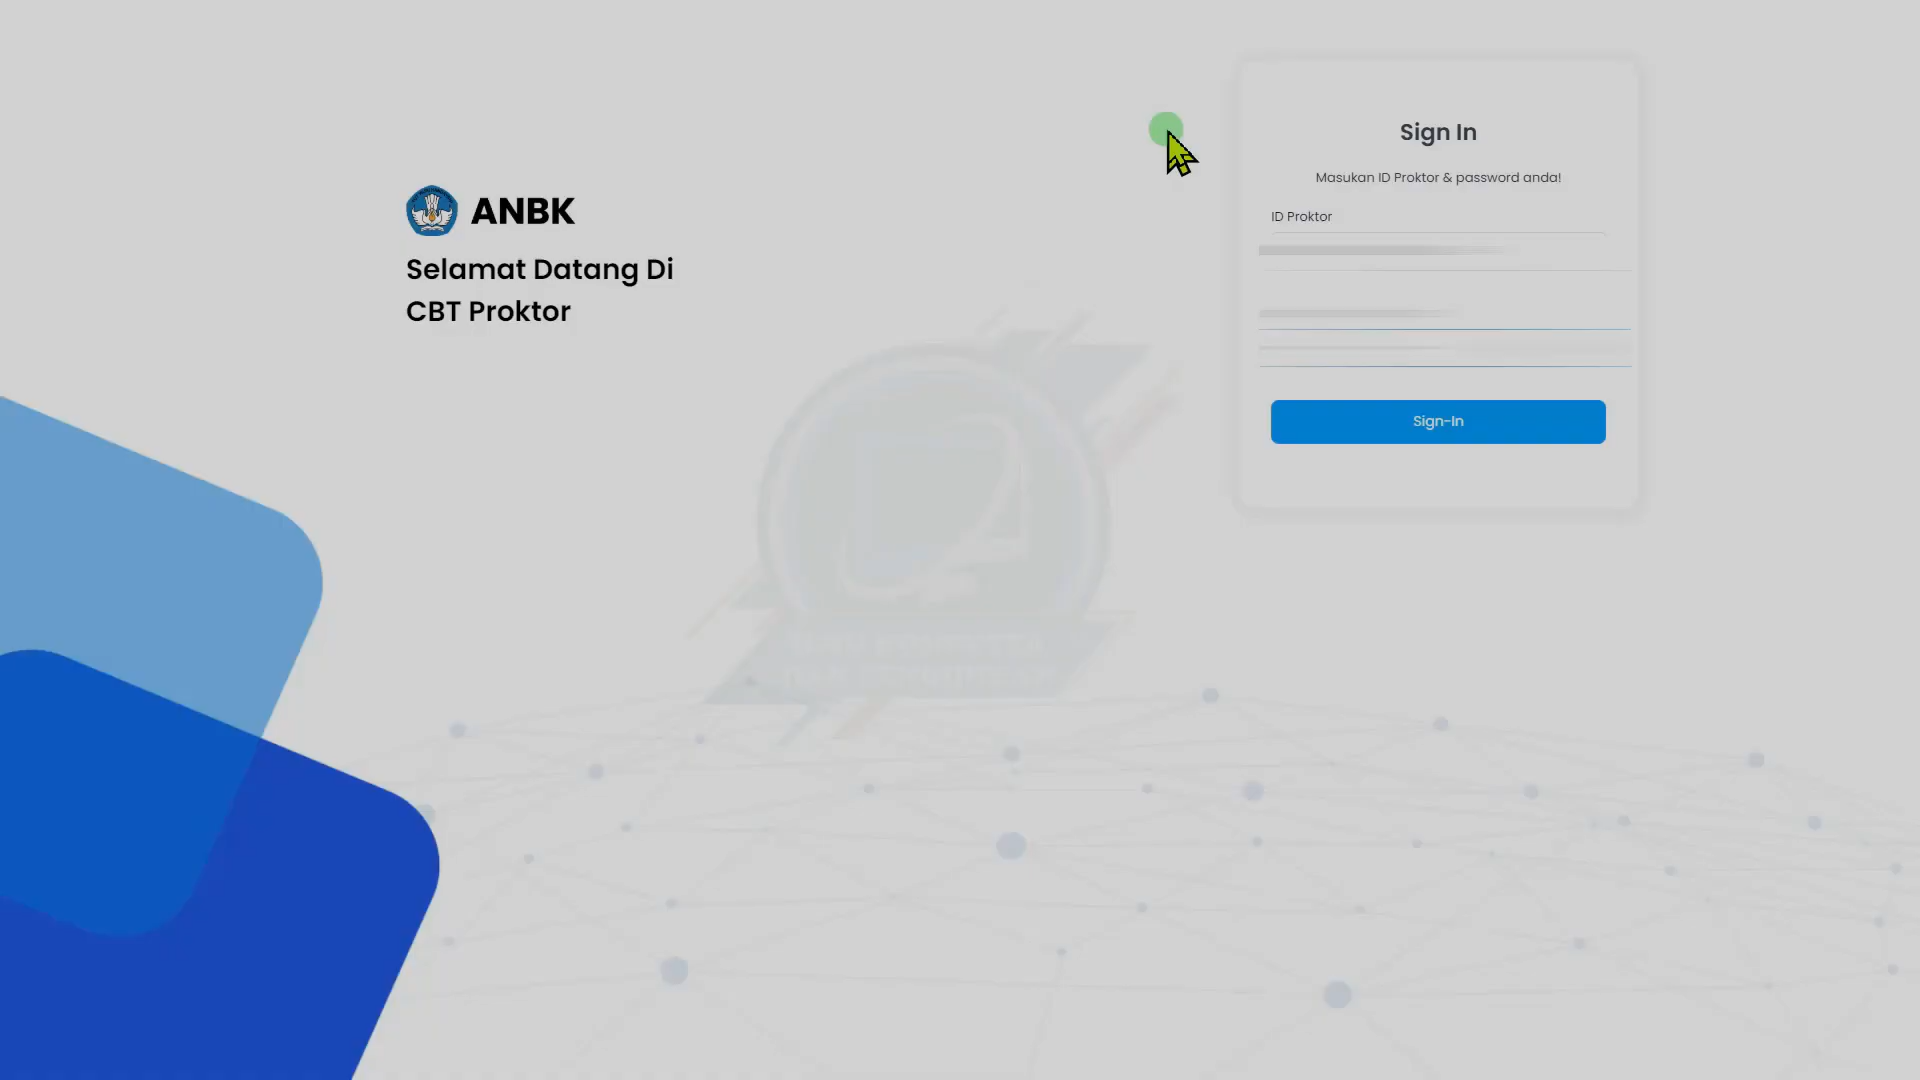 ANBK
Selamat Datang Di
CBT Proktor
Sign In
Masukan ID Proktor & password anda!
ID Proktor
Sign-In